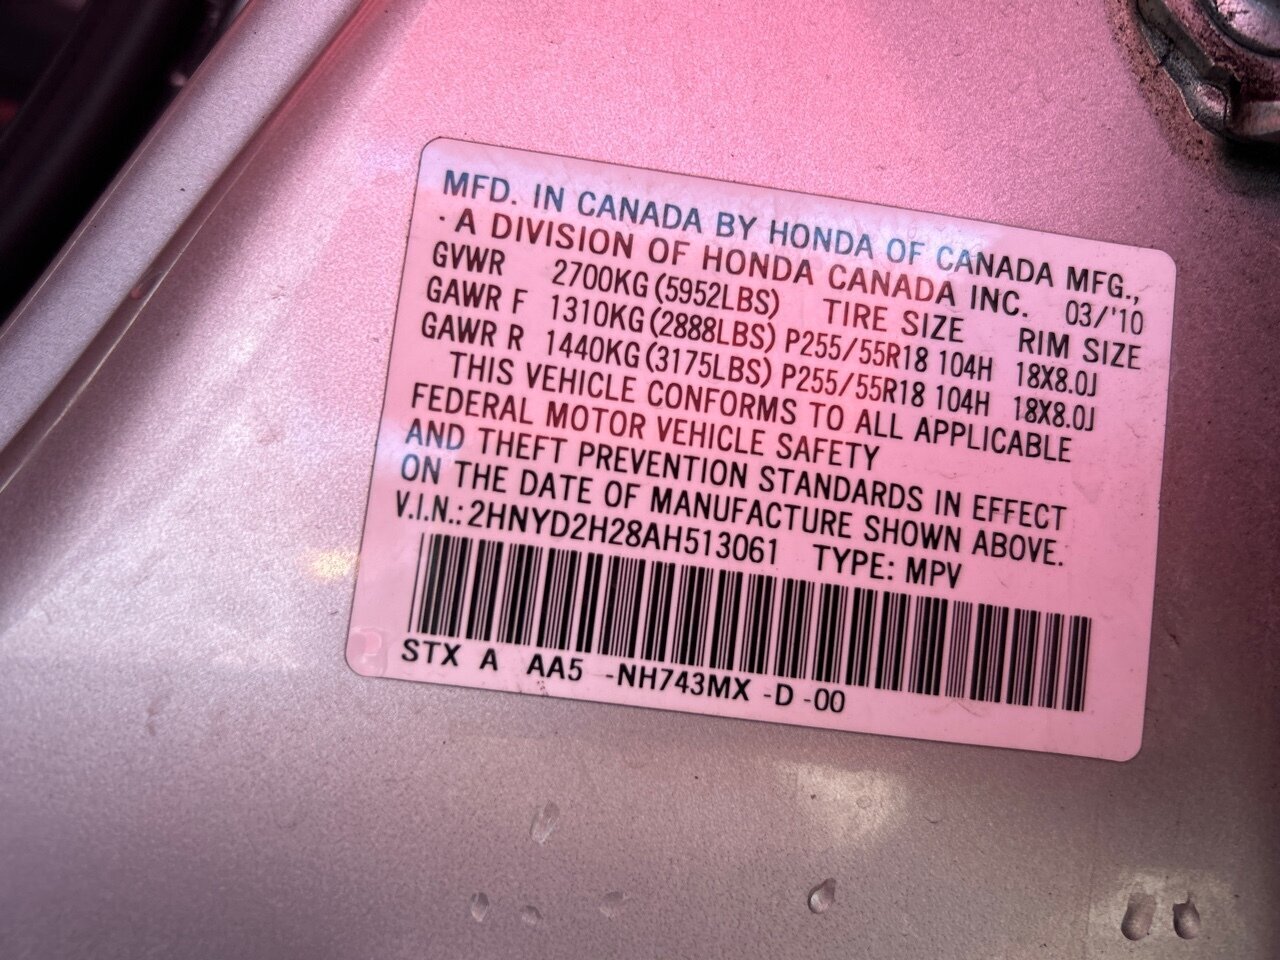 MFD. IN CANADA BY HONDA OF CANADA MFG.,
· A DIVISION OF HONDA CANADA INC. 03/'10
GVWR 2700KG (5952LBS) TIRE SIZE RIM SIZE
GAWR F 1310KG (2888LBS) P255/55R18 104H 18X8.0J
GAWR R 1440KG (3175LBS) P255/55R18 104H 18X8.0J
THIS VEHICLE CONFORMS TO ALL APPLICABLE
FEDERAL MOTOR VEHICLE SAFETY
AND THEFT PREVENTION STANDARDS IN EFFECT
ON THE DATE OF MANUFACTURE SHOWN ABOVE.
V.I.N.: 2HNYD2H28AH513061 TYPE: MPV
STX A AA5 -NH743MX -D -00